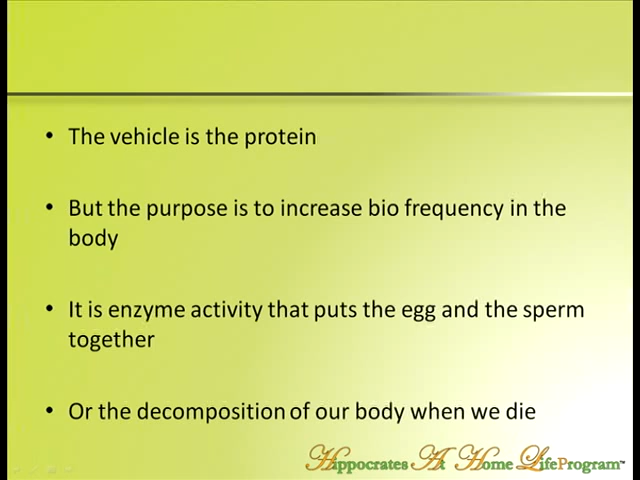 • The vehicle is the protein
• But the purpose is to increase bio frequency in the
body
• It is enzyme activity that puts the egg and the sperm
together
• Or the decomposition of our body when we die
Hippocrates At Home LifeProgram™